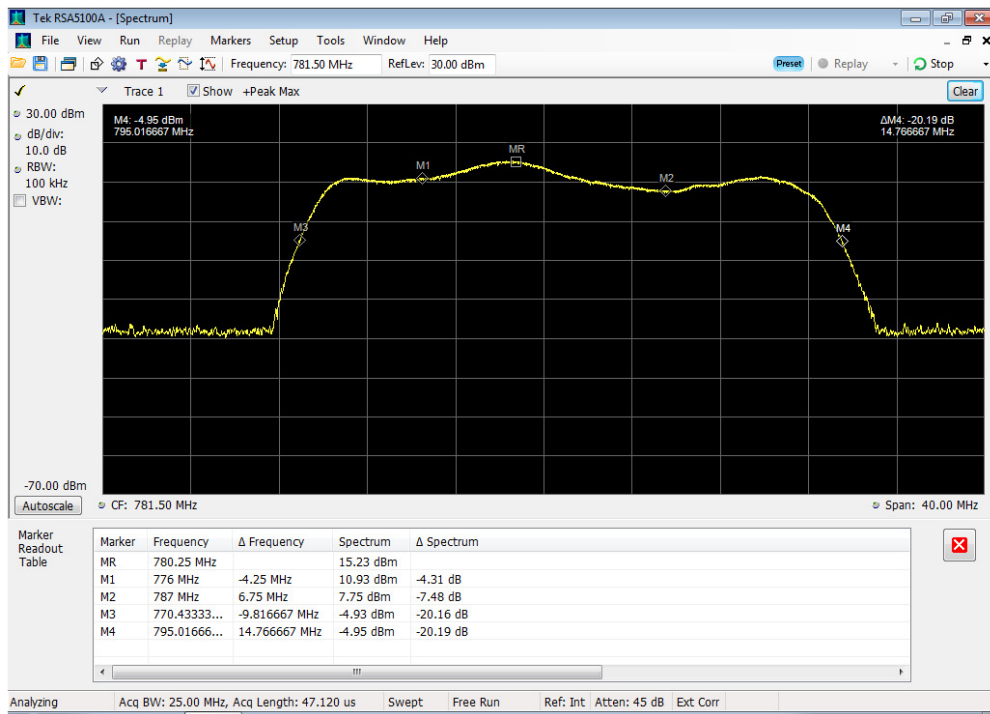 Tek RSA5100A - [Spectrum]
File View Run Replay Markers Setup Tools Window Help
T Frequency: 781.50 MHz RefLev: 30.00 dBm Preset Replay Stop
Trace 1 Show +Peak Max Clear
30.00 dBm
dB/div:
10.0 dB
RBW:
100 kHz
VBW:
-70.00 dBm
M4: -4.95 dBm
795.016667 MHz
ΔM4: -20.19 dB
14.766667 MHz
MR
M1
M2
M3
M4
Autoscale CF: 781.50 MHz Span: 40.00 MHz
Marker
Readout
Table
Marker Frequency Δ Frequency Spectrum Δ Spectrum
MR 780.25 MHz 15.23 dBm
M1 776 MHz -4.25 MHz 10.93 dBm -4.31 dB
M2 787 MHz 6.75 MHz 7.75 dBm -7.48 dB
M3 770.43333... -9.816667 MHz -4.93 dBm -20.16 dB
M4 795.01666... 14.766667 MHz -4.95 dBm -20.19 dB
Analyzing Acq BW: 25.00 MHz, Acq Length: 47.120 us Swept Free Run Ref: Int Atten: 45 dB Ext Corr